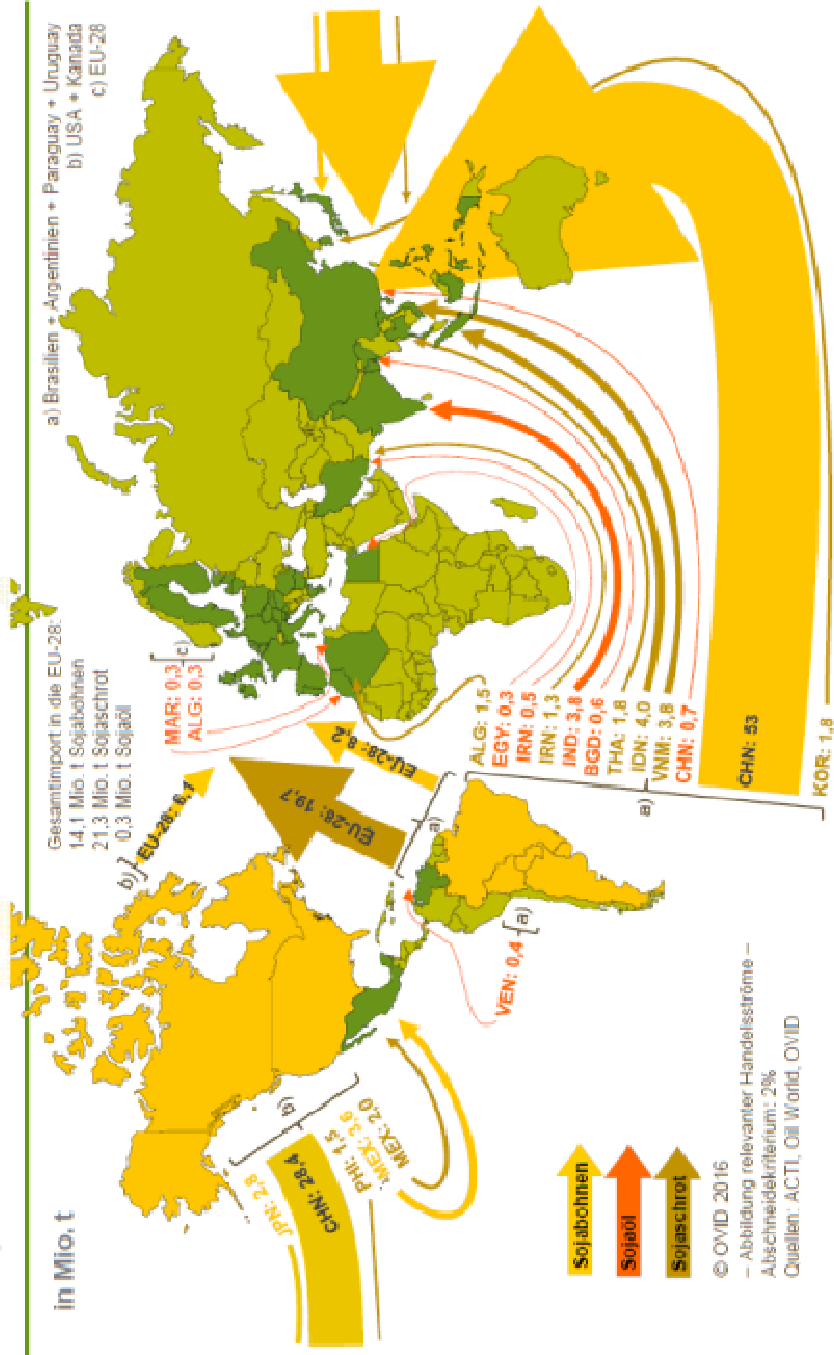 in Mio. t
Gesamtimport in die EU-28:
14,1 Mio. t Sojabohnen
21,3 Mio. t Sojaschrot
0,3 Mio. t Sojaöl
a) Brasilien + Argentinien + Paraguay + Uruguay
b) USA + Kanada
c) EU-28
JPN: 2,8
CHN: 28,4
PHI: 1,5
MEX: 3,6
MEX: 2,0
b)
b)
EU-28: 6,1
EU-28: 19,7
EU-28: 8,2
a)
MAR: 0,3
ALG: 0,3
c)
VEN: 0,4
a)
ALG: 1,5
EGY: 0,3
IRN: 0,5
IRN: 1,3
IND: 3,8
BGD: 0,6
THA: 1,8
IDN: 4,0
VNM: 3,8
CHN: 0,7
CHN: 53
KOR: 1,8
a)
Sojabohnen
Sojaöl
Sojaschrot
© OVID 2016
– Abbildung relevanter Handelsströme –
Abschneidekriterium: 2%
Quellen: ACTI, Oil World, OVID